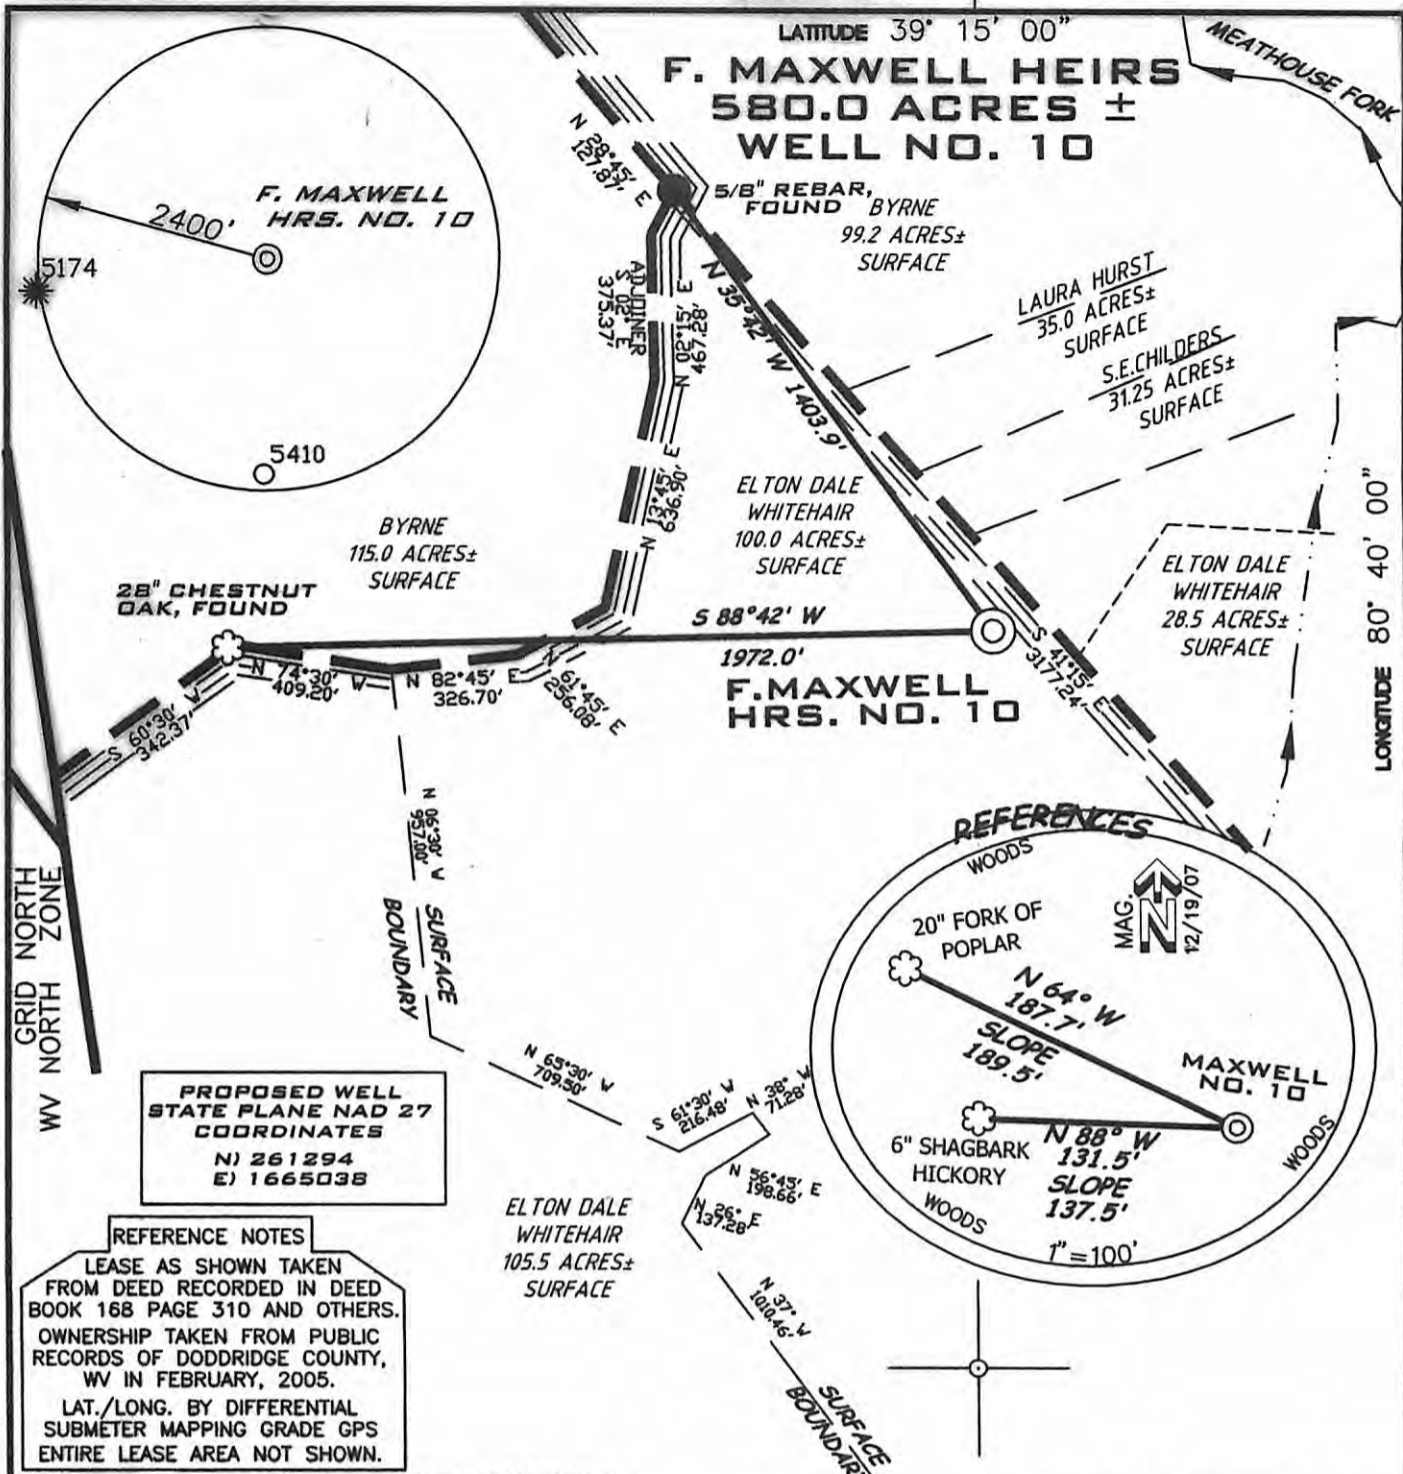 LATITUDE 39° 15' 00"
MEATHOUSE FORK
F. MAXWELL HEIRS
580.0 ACRES ±
WELL NO. 10
F. MAXWELL
HRS. NO. 10
2400'
5174
5410
N 28°45' E
127.87'
5/8" REBAR,
FOUND
BYRNE
99.2 ACRES±
SURFACE
LAURA HURST
35.0 ACRES±
SURFACE
S.E.CHILDERS
31.25 ACRES±
SURFACE
ADJOINER
S 02° E
375.37'
N 02°15' E
467.28'
N 35°42' W 1403.9'
N 13°45' E
636.90'
ELTON DALE
WHITEHAIR
100.0 ACRES±
SURFACE
BYRNE
115.0 ACRES±
SURFACE
ELTON DALE
WHITEHAIR
28.5 ACRES±
SURFACE
LONGITUDE 80° 40' 00"
28" CHESTNUT
OAK, FOUND
S 88°42' W
1972.0'
F.MAXWELL
HRS. NO. 10
S 41°15' E
3177.24'
S 60°30' W
342.37'
N 74°30' W
409.20'
N 82°45' E
326.70'
N 61°45' E
256.08'
N 06°30' W
957.00'
SURFACE
BOUNDARY
GRID NORTH
WV NORTH ZONE
REFERENCES
WOODS
MAG.
N
12/19/07
20" FORK OF
POPLAR
N 64° W
187.7'
SLOPE
189.5'
MAXWELL
NO. 10
6" SHAGBARK
HICKORY
N 88° W
131.5'
SLOPE
137.5'
WOODS
WOODS
1"=100'
N 65°30' W
709.50'
S 61°30' W
216.48'
N 38° W
71.28'
N 56°45' E
198.66'
N 26° E
137.28'
N 37° W
1010.46'
SURFACE
BOUNDARY
PROPOSED WELL
STATE PLANE NAD 27
COORDINATES
N) 261294
E) 1665038
ELTON DALE
WHITEHAIR
105.5 ACRES±
SURFACE
REFERENCE NOTES
LEASE AS SHOWN TAKEN
FROM DEED RECORDED IN DEED
BOOK 168 PAGE 310 AND OTHERS.
OWNERSHIP TAKEN FROM PUBLIC
RECORDS OF DODDRIDGE COUNTY,
WV IN FEBRUARY, 2005.
LAT./LONG. BY DIFFERENTIAL
SUBMETER MAPPING GRADE GPS
ENTIRE LEASE AREA NOT SHOWN.